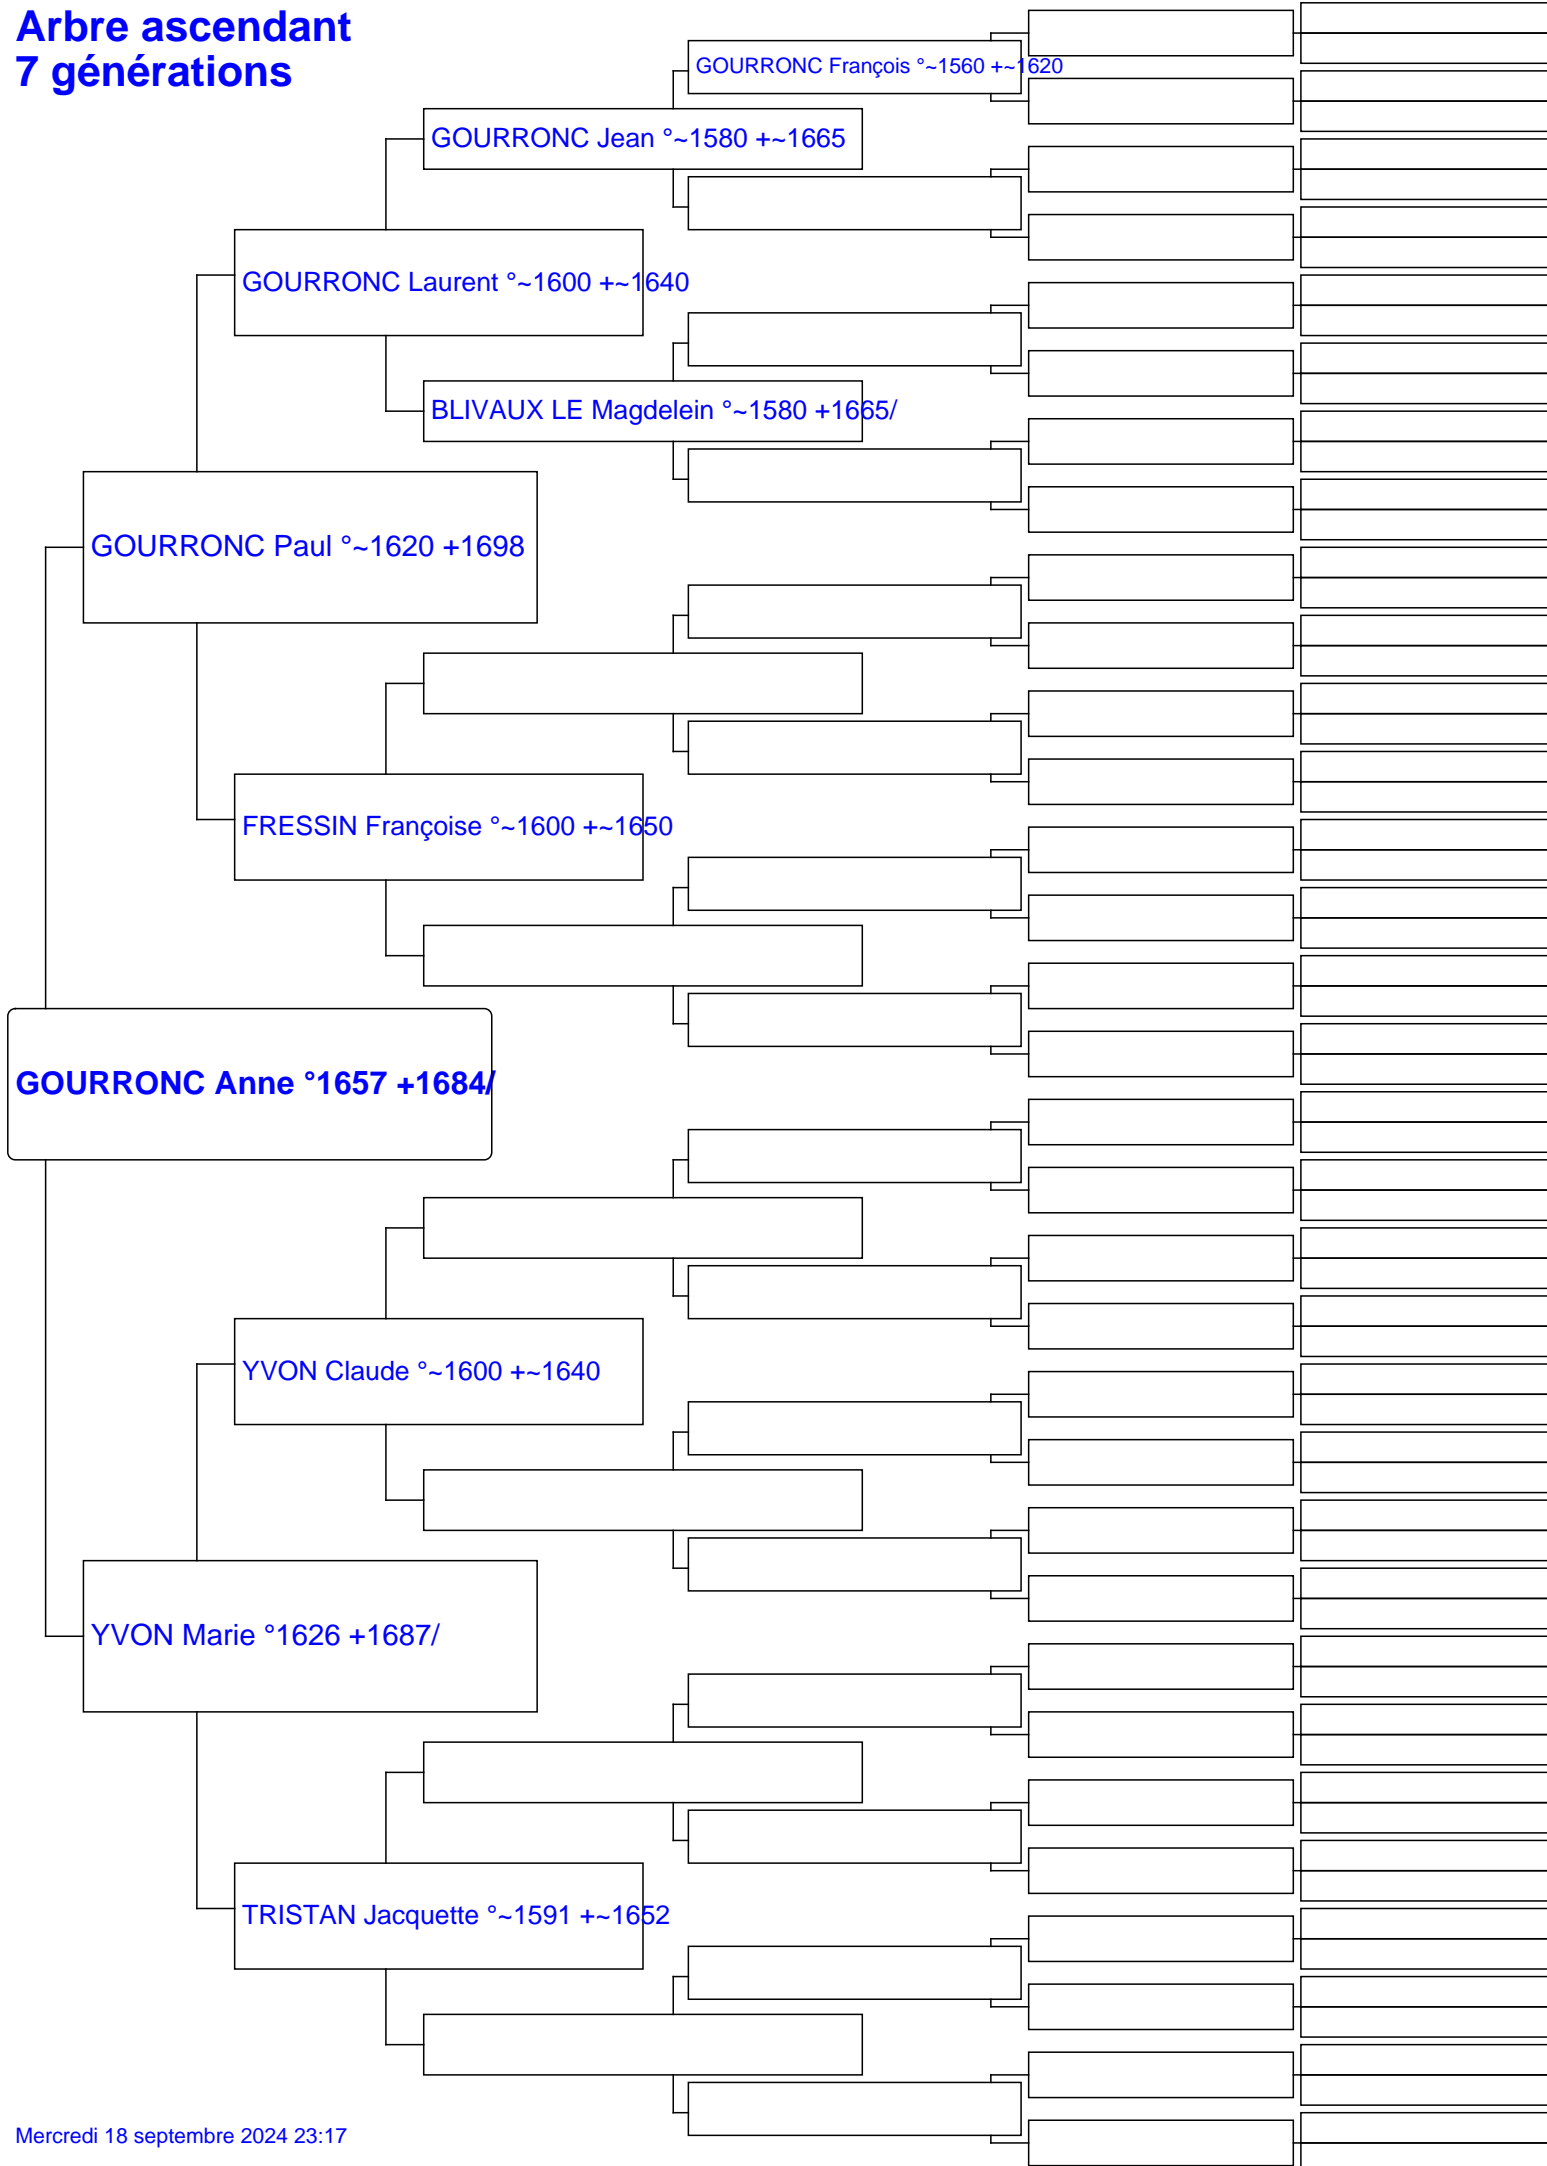 Arbre ascendant
7 générations
GOURRONC François °~1560 +~1620
GOURRONC Jean °~1580 +~1665
GOURRONC Laurent °~1600 +~1640
BLIVAUX LE Magdelein °~1580 +1665/
GOURRONC Paul °~1620 +1698
FRESSIN Françoise °~1600 +~1650
GOURRONC Anne °1657 +1684/
YVON Claude °~1600 +~1640
YVON Marie °1626 +1687/
TRISTAN Jacquette °~1591 +~1652
Mercredi 18 septembre 2024 23:17